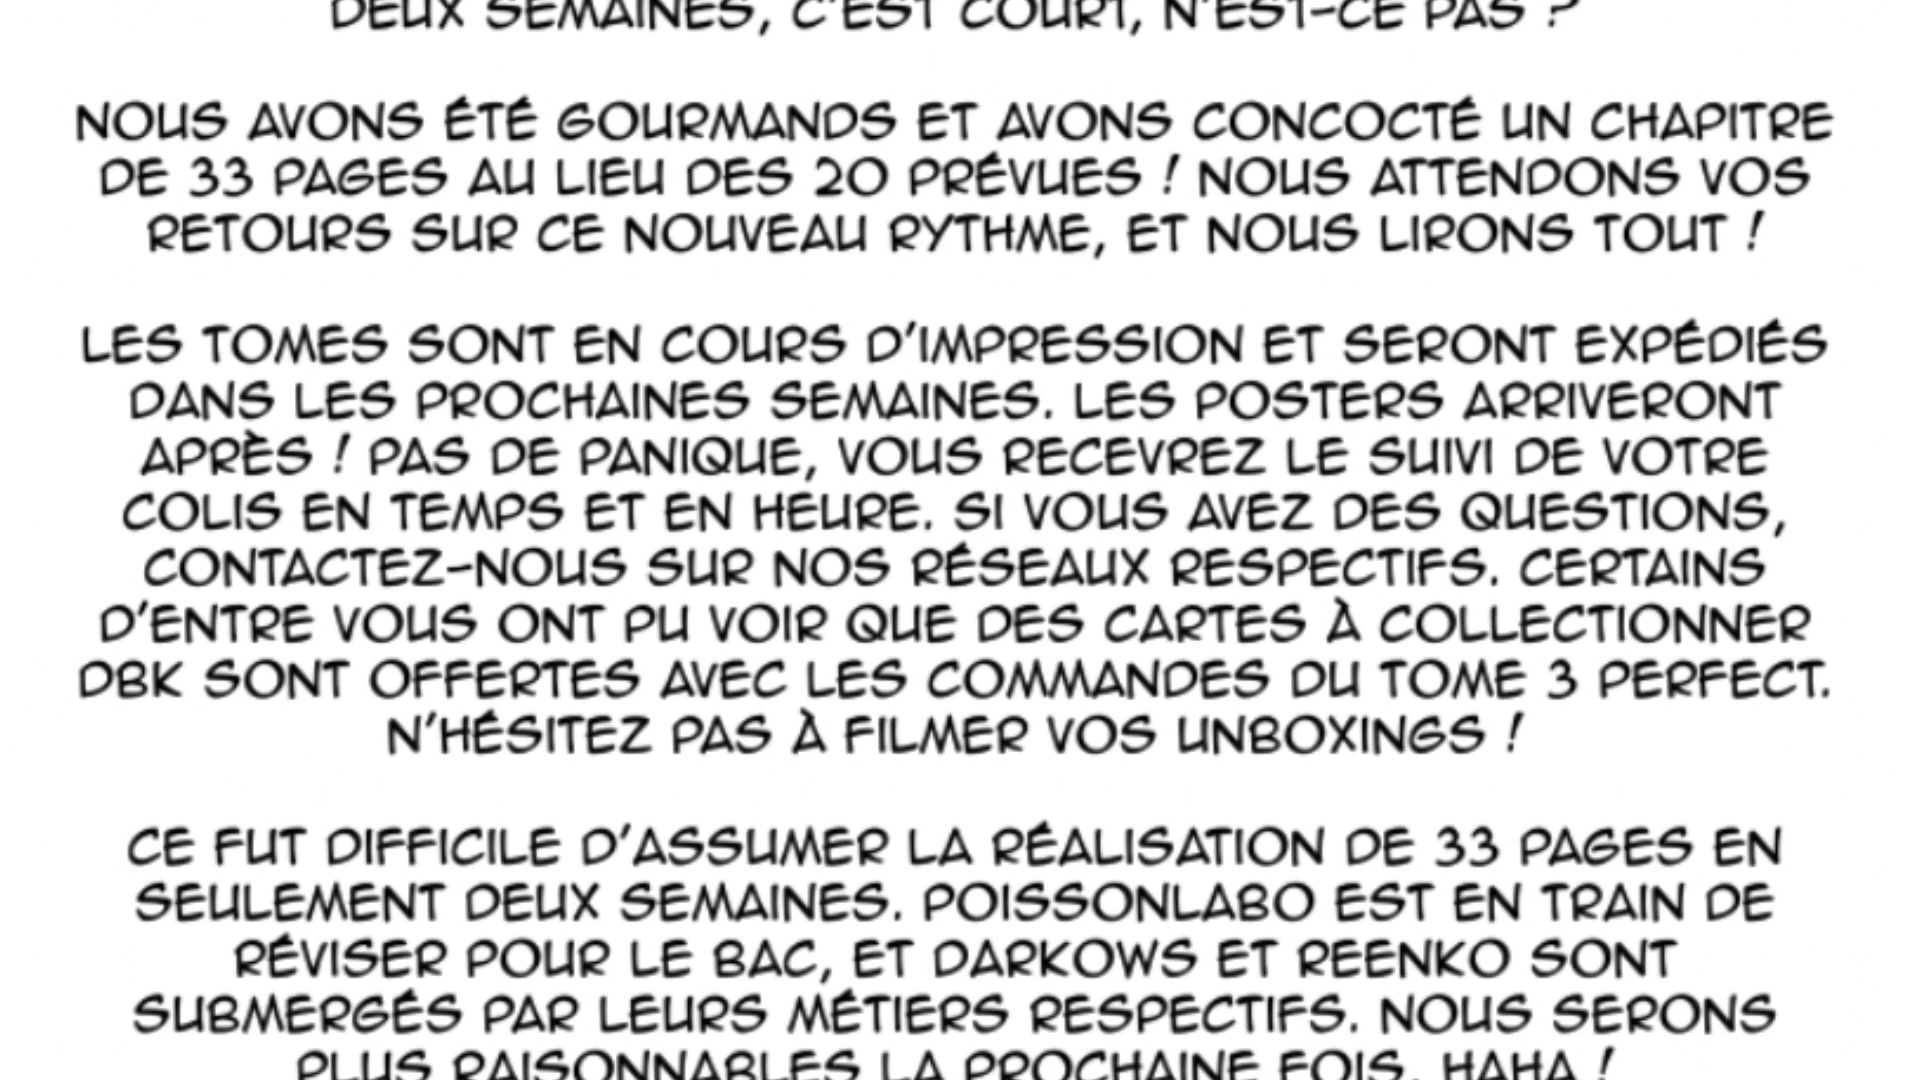 DEUX SEMAINES, C'EST COURT, N'EST-CE PAS ?
NOUS AVONS ÉTÉ GOURMANDS ET AVONS CONCOCTÉ UN CHAPITRE
DE 33 PAGES AU LIEU DES 20 PRÉVUES ! NOUS ATTENDONS VOS
RETOURS SUR CE NOUVEAU RYTHME, ET NOUS LIRONS TOUT !
LES TOMES SONT EN COURS D'IMPRESSION ET SERONT EXPÉDIÉS
DANS LES PROCHAINES SEMAINES. LES POSTERS ARRIVERONT
APRÈS ! PAS DE PANIQUE, VOUS RECEVREZ LE SUIVI DE VOTRE
COLIS EN TEMPS ET EN HEURE. SI VOUS AVEZ DES QUESTIONS,
CONTACTEZ-NOUS SUR NOS RÉSEAUX RESPECTIFS. CERTAINS
D'ENTRE VOUS ONT PU VOIR QUE DES CARTES À COLLECTIONNER
DBK SONT OFFERTES AVEC LES COMMANDES DU TOME 3 PERFECT.
N'HÉSITEZ PAS À FILMER VOS UNBOXINGS !
CE FUT DIFFICILE D'ASSUMER LA RÉALISATION DE 33 PAGES EN
SEULEMENT DEUX SEMAINES. POISSONLABO EST EN TRAIN DE
RÉVISER POUR LE BAC, ET DARKOWS ET REENKO SONT
SUBMERGÉS PAR LEURS MÉTIERS RESPECTIFS. NOUS SERONS
PLUS RAISONNABLES LA PROCHAINE FOIS, HAHA !